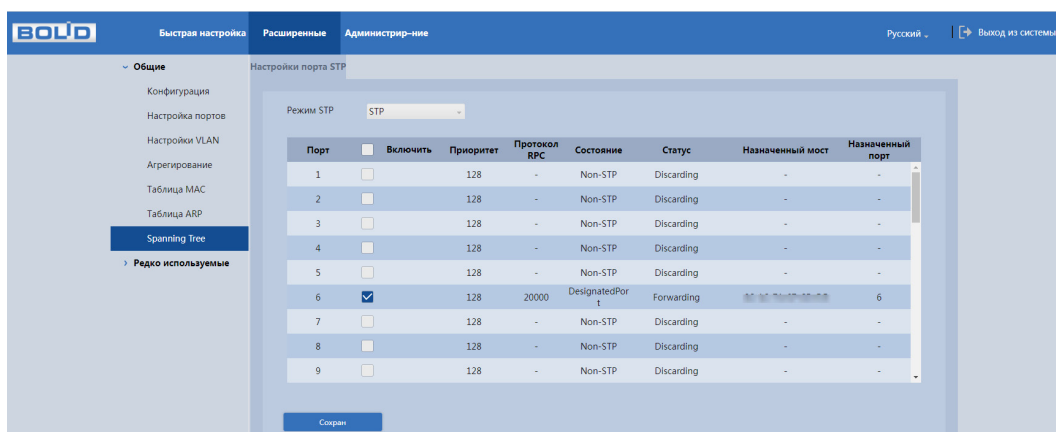 BOLID
Быстрая настройка Расширенные Администрир-ние Русский Выход из системы
Общие
Конфигурация
Настройка портов
Настройки VLAN
Агрегирование
Таблица MAC
Таблица ARP
Spanning Tree
Редко используемые
Настройки порта STP
Режим STP STP
Порт Включить Приоритет Протокол RPC Состояние Статус Назначенный мост Назначенный порт
1 128 - Non-STP Discarding - -
2 128 - Non-STP Discarding - -
3 128 - Non-STP Discarding - -
4 128 - Non-STP Discarding - -
5 128 - Non-STP Discarding - -
6 128 20000 DesignatedPort Forwarding 6
7 128 - Non-STP Discarding - -
8 128 - Non-STP Discarding - -
9 128 - Non-STP Discarding - -
Сохран